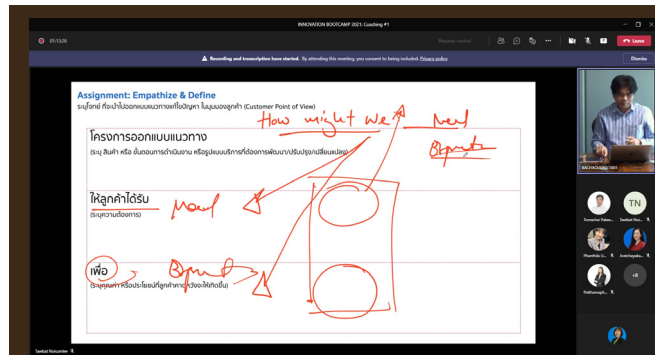 INNOVATION BOOTCAMP 2021: Coaching #1
01:13:26
Request control
Leave
Recording and transcription have started. By attending this meeting, you consent to being included. Privacy policy
Dismiss
Assignment: Empathize & Define
ระบุโจทย์ ที่จะนำไปออกแบบแนวทางแก้ไขปัญหา ในมุมมองลูกค้า (Customer Point of View)
How might we
need
โครงการออกแบบแนวทาง
(ระบุ สินค้า หรือ ขั้นตอนการดำเนินงาน หรือรูปแบบบริการที่ต้องการพัฒนา/ปรับปรุง/เปลี่ยนแปลง)
ให้ลูกค้าได้รับ
need
(ระบุความต้องการ)
เพื่อ
(ระบุคุณค่า หรือประโยชน์ที่ลูกค้าคาดหวังจะให้เกิดขึ้น)
TN
+8